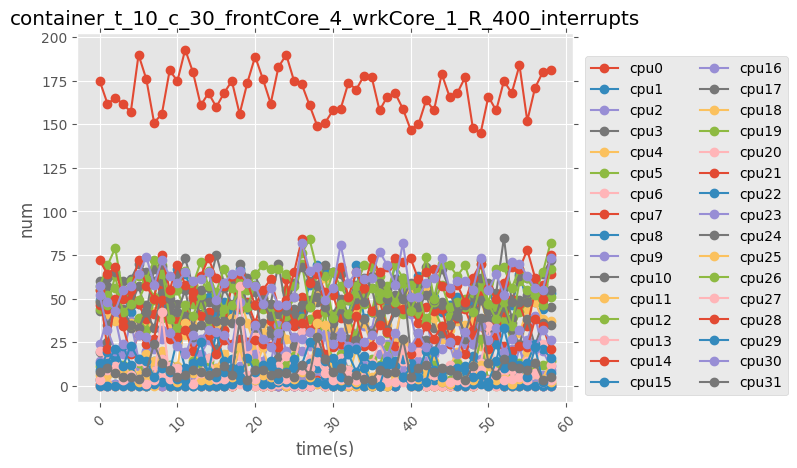 container_t_10_c_30_frontCore_4_wrkCore_1_R_400_interrupts
200
175
150
125
100
75
50
25
0
num
0
10
20
30
40
50
60
time(s)
cpu0
cpu1
cpu2
cpu3
cpu4
cpu5
cpu6
cpu7
cpu8
cpu9
cpu10
cpu11
cpu12
cpu13
cpu14
cpu15
cpu16
cpu17
cpu18
cpu19
cpu20
cpu21
cpu22
cpu23
cpu24
cpu25
cpu26
cpu27
cpu28
cpu29
cpu30
cpu31